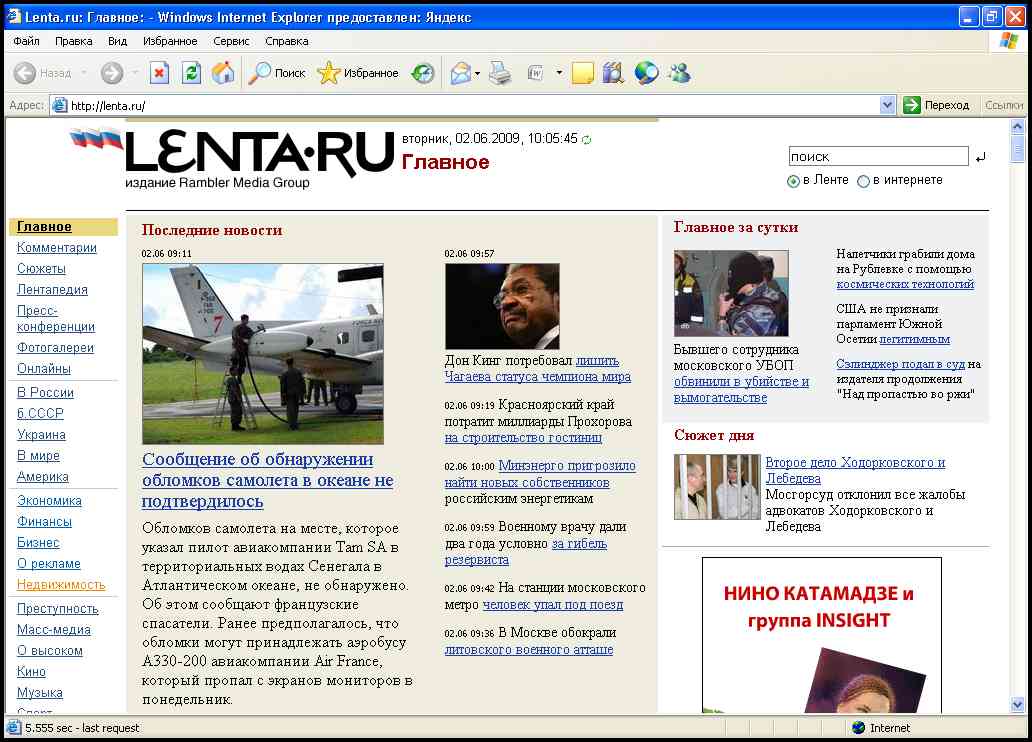 Lenta.ru: Главное: - Windows Internet Explorer предоставлен: Яндекс
Файл Правка Вид Избранное Сервис Справка
Назад Поиск Избранное
Адрес: http://lenta.ru/ Переход Ссылки
LENTA·RU
издание Rambler Media Group
вторник, 02.06.2009, 10:05:45
Главное
поиск
в Ленте в интернете
Главное
Комментарии
Сюжеты
Лентапедия
Пресс-
конференции
Фотогалереи
Онлайны
В России
б.СССР
Украина
В мире
Америка
Экономика
Финансы
Бизнес
О рекламе
Недвижимость
Преступность
Масс-медиа
О высоком
Кино
Музыка
Спорт
Последние новости
02.06 09:11
7
Сообщение об обнаружении
обломков самолета в океане не
подтвердилось
Обломков самолета на месте, которое
указал пилот авиакомпании Tam SA в
территориальных водах Сенегала в
Атлантическом океане, не обнаружено.
Об этом сообщают французские
спасатели. Ранее предполагалось, что
обломки могут принадлежать аэробусу
А330-200 авиакомпании Air France,
который пропал с экранов мониторов в
понедельник.
02.06 09:57
Дон Кинг потребовал лишить
Чагаева статуса чемпиона мира
02.06 09:19 Красноярский край
потратит миллиарды Прохорова
на строительство гостиниц
02.06 10:00 Минэнерго пригрозило
найти новых собственников
российским энергетикам
02.06 09:59 Военному врачу дали
два года условно за гибель
резервиста
02.06 09:42 На станции московского
метро человек упал под поезд
02.06 09:36 В Москве обокрали
литовского военного атташе
Главное за сутки
Бывшего сотрудника
московского УБОП
обвинили в убийстве и
вымогательстве
Налетчики грабили дома
на Рублевке с помощью
космических технологий
США не признали
парламент Южной
Осетии легитимным
Сэлинджер подал в суд на
издателя продолжения
"Над пропастью во ржи"
Сюжет дня
Второе дело Ходорковского и
Лебедева
Мосгорсуд отклонил все жалобы
адвокатов Ходорковского и
Лебедева
НИНО КАТАМАДЗЕ и
группа INSIGHT
5.555 sec - last request Internet